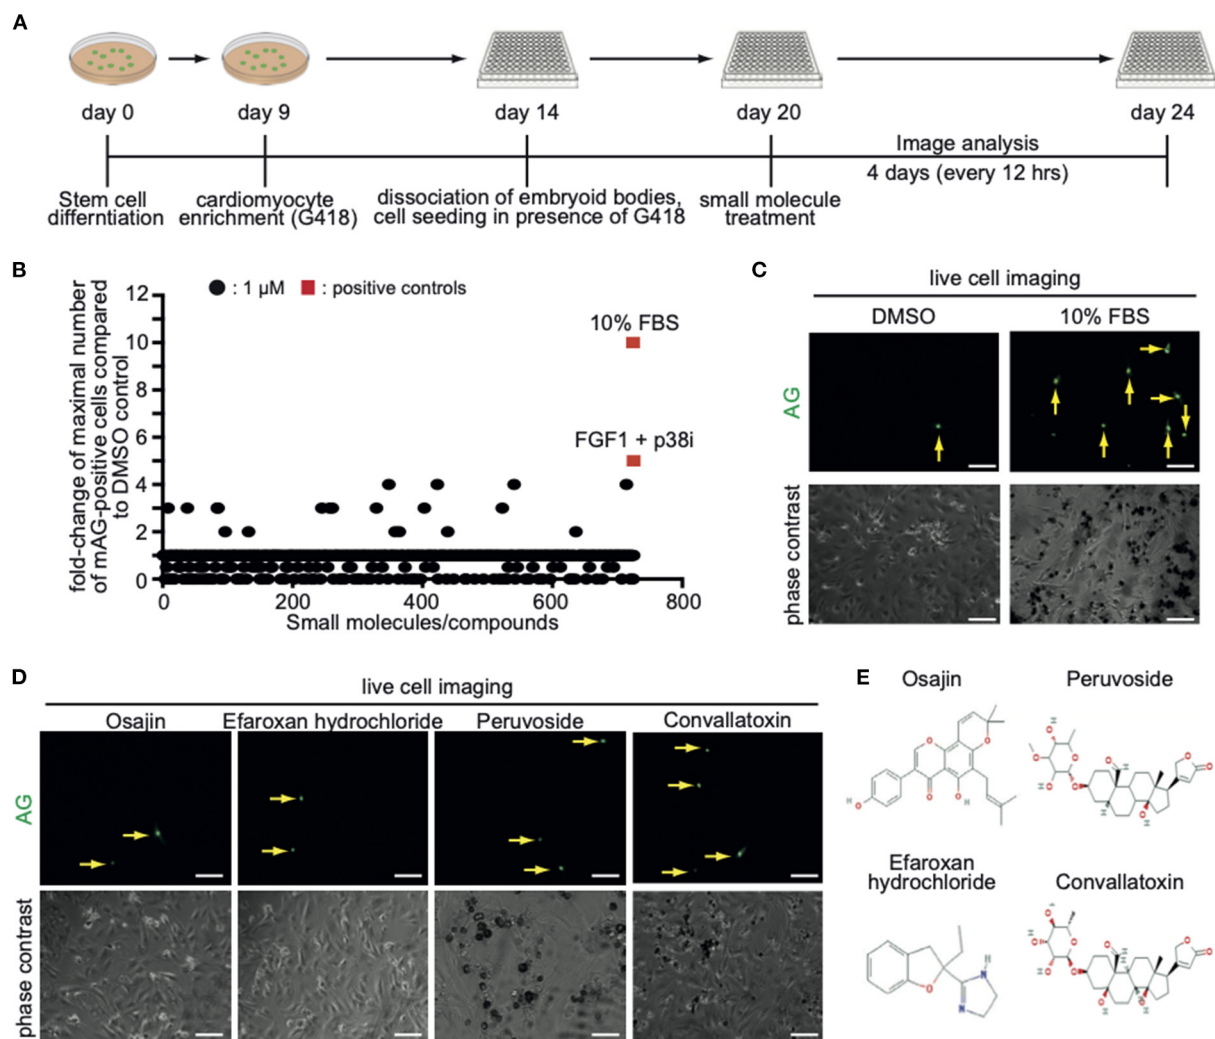 A
day 0
day 9
day 14
day 20
day 24
Image analysis
4 days (every 12 hrs)
Stem cell
differntiation
cardiomyocyte
enrichment (G418)
dissociation of embryoid bodies,
cell seeding in presence of G418
small molecule
treatment
B
fold-change of maximal number
of mAG-positive cells compared
to DMSO control
: 1 µM
: positive controls
12
10
8
6
4
2
0
10% FBS
FGF1 + p38i
0
200
400
600
800
Small molecules/compounds
C
live cell imaging
DMSO
10% FBS
AG
phase contrast
D
live cell imaging
Osajin
Efaroxan hydrochloride
Peruvoside
Convallatoxin
AG
phase contrast
E
Osajin
Peruvoside
Efaroxan
hydrochloride
Convallatoxin